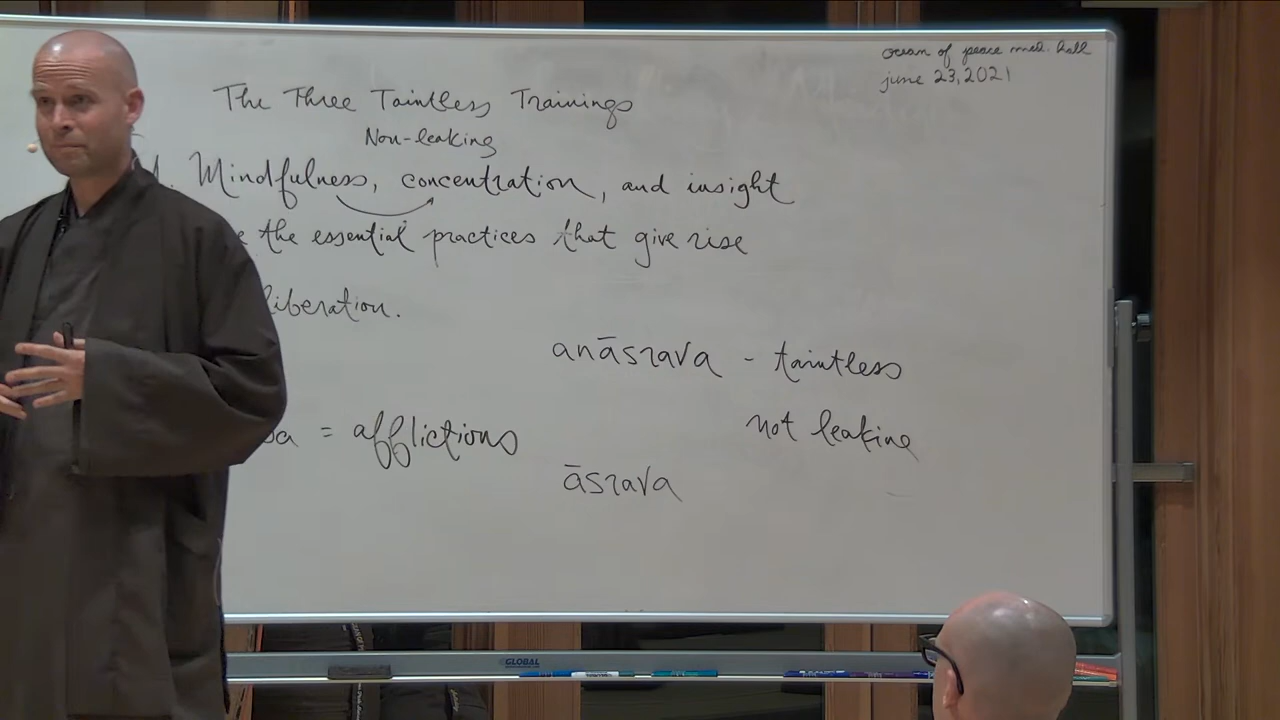 ocean of peace med. hall
june 23, 2021
The Three Taintless Trainings
Non-leaking
Mindfulness, concentration, and insight
the essential practices that give rise
liberation.
anāsrava - taintless
= afflictions
not leaking
āsrava
GLOBAL